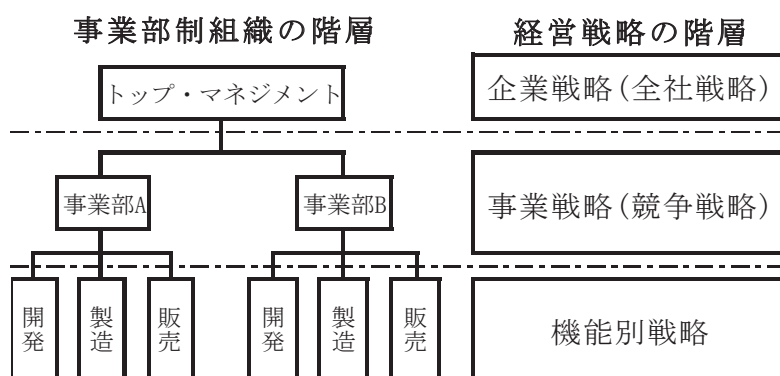 事業部制組織の階層
経営戦略の階層
トップ・マネジメント
企業戦略(全社戦略)
事業部A
事業部B
事業戦略(競争戦略)
開発
製造
販売
開発
製造
販売
機能別戦略